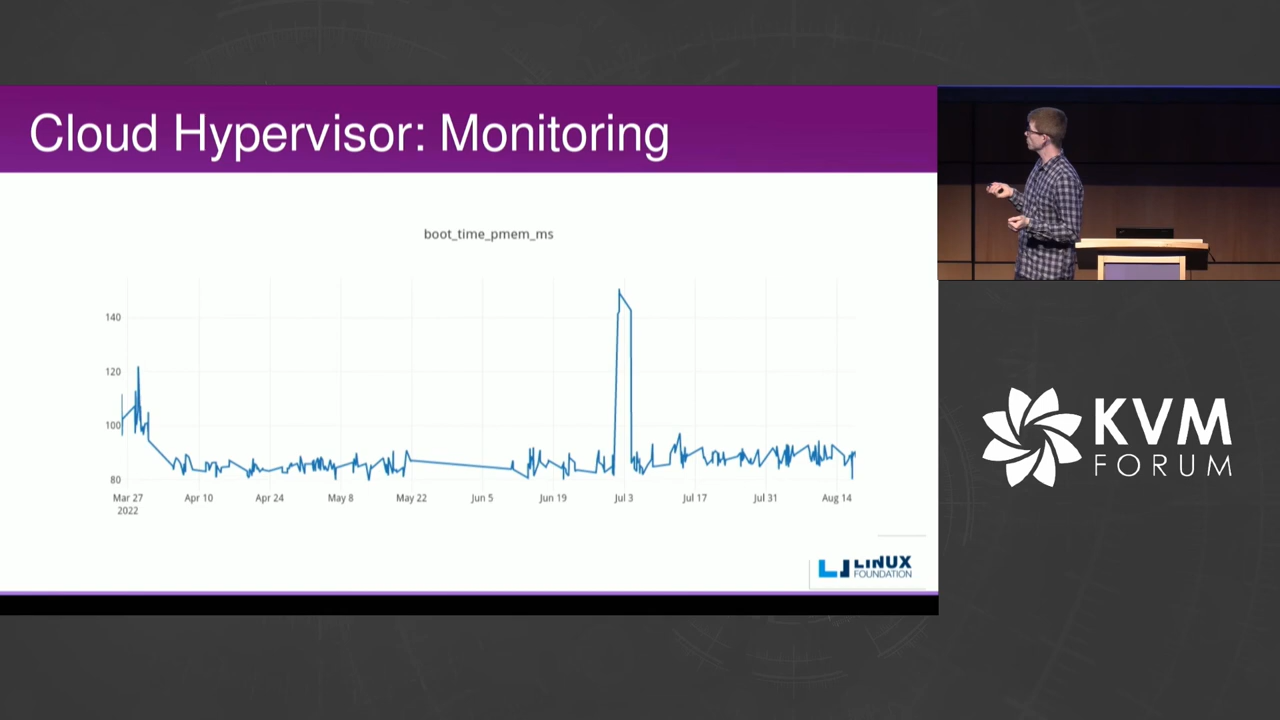 Cloud Hypervisor: Monitoring
boot_time_pmem_ms
140
120
100
80
Mar 27
2022
Apr 10
Apr 24
May 8
May 22
Jun 5
Jun 19
Jul 3
Jul 17
Jul 31
Aug 14
LINUX
FOUNDATION
KVM
FORUM